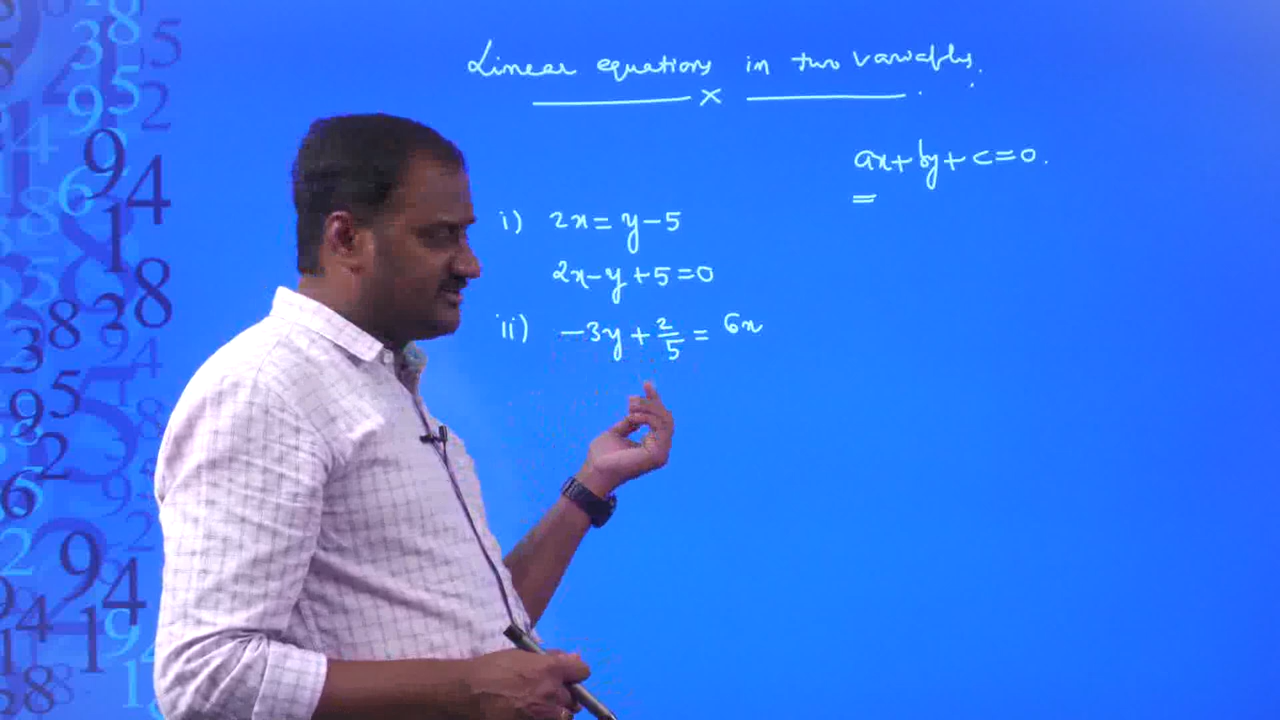 Linear equations in two variables.
ax+by+c=0.
i) 2x=y-5
2x-y+5=0
ii) -3y+2/5=6x